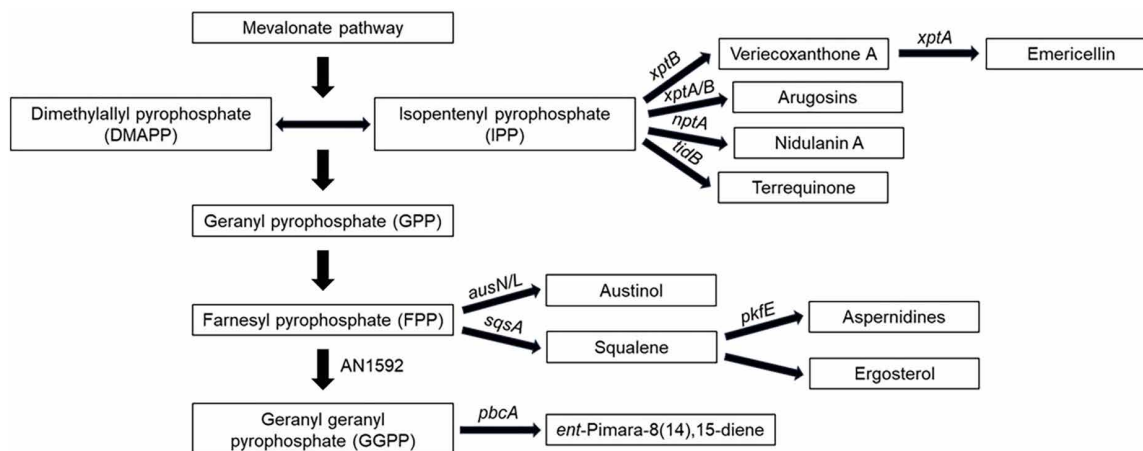 Mevalonate pathway
Dimethylallyl pyrophosphate
(DMAPP)
Isopentenyl pyrophosphate
(IPP)
xptB
Veriecoxanthone A
xptA
Emericellin
xptA/B
Arugosins
nptA
Nidulanin A
tidB
Terrequinone
Geranyl pyrophosphate (GPP)
Farnesyl pyrophosphate (FPP)
ausN/L
Austinol
sqsA
Squalene
pkfE
Aspernidines
Ergosterol
AN1592
Geranyl geranyl
pyrophosphate (GGPP)
pbcA
ent-Pimara-8(14),15-diene